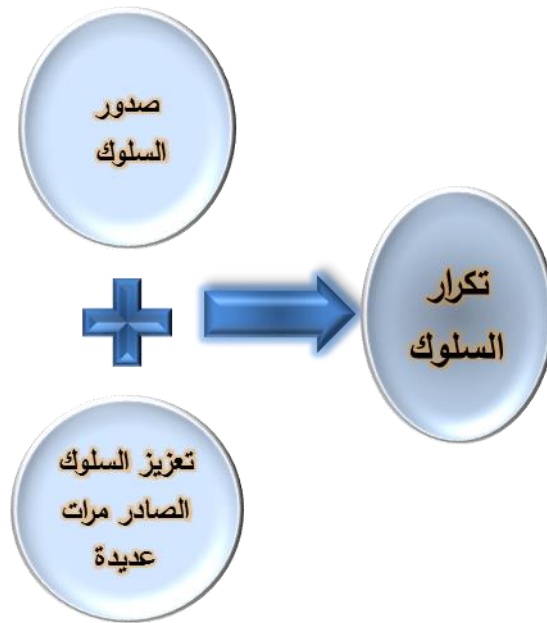 صدور
السلوك
تعزيز السلوك
الصادر مرات
عديدة
تكرار
السلوك